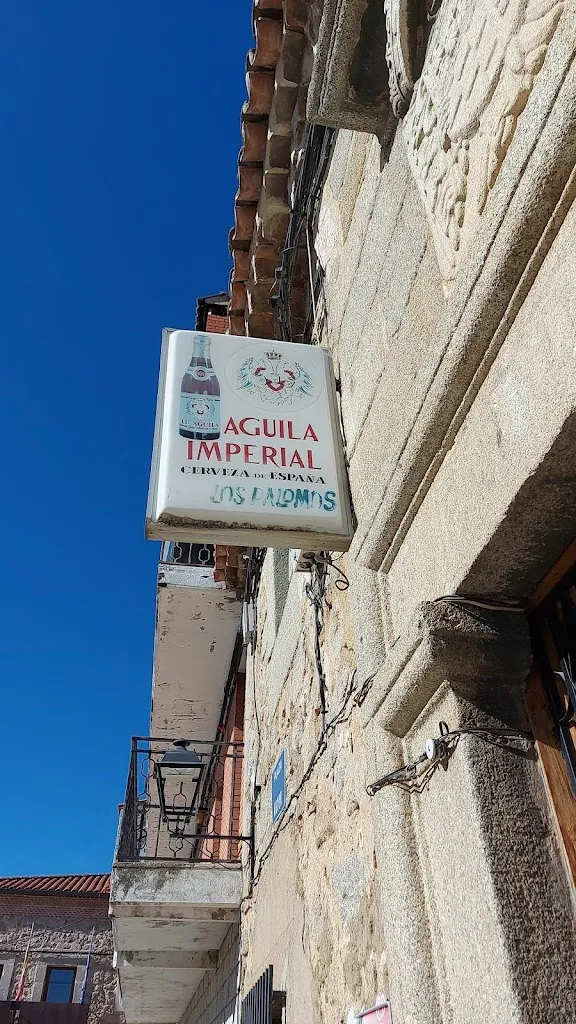 EL AGUILA
AGUILA
IMPERIAL
CERVEZA DE ESPAÑA
LOS PALOMOS